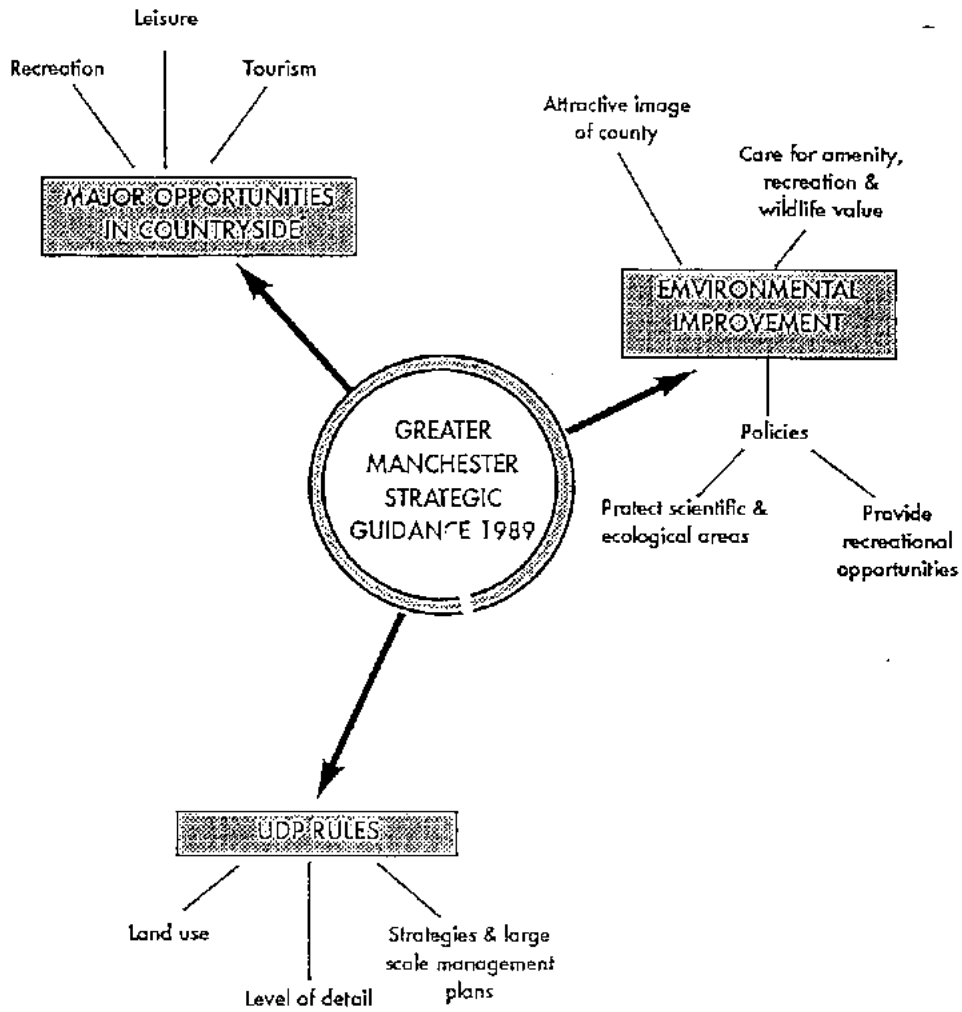 Leisure
Recreation
Tourism
MAJOR OPPORTUNITIES
IN COUNTRYSIDE
Attractive image
of county
Care for amenity,
recreation &
wildlife value
EMVIRONMENTAL
IMPROVEMENT
GREATER
MANCHESTER
STRATEGIC
GUIDANCE 1989
Policies
Protect scientific &
ecological areas
Provide
recreational
opportunities
UDP RULES
Land use
Level of detail
Strategies & large
scale management
plans